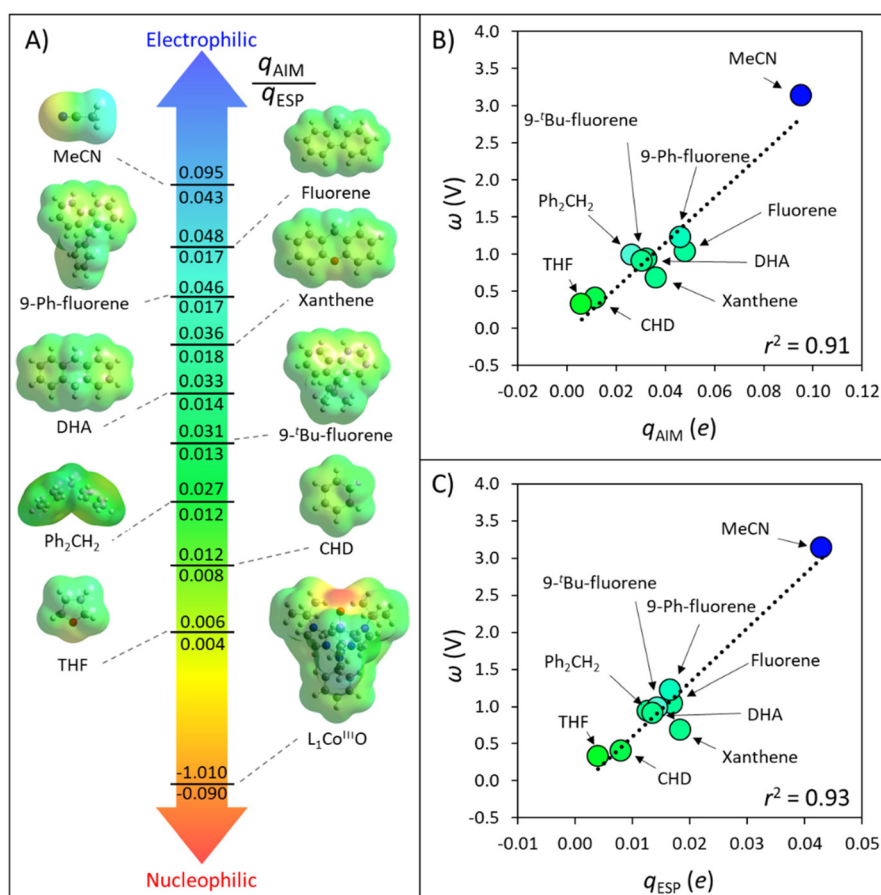 A)
Electrophilic
q_AIM
q_ESP
MeCN
0.095
0.043
Fluorene
0.048
0.017
9-Ph-fluorene
0.046
0.017
Xanthene
0.036
0.018
DHA
0.033
0.014
9-ᵗBu-fluorene
0.031
0.013
Ph₂CH₂
0.027
0.012
CHD
0.012
0.008
THF
0.006
0.004
L₁CoᴵᴵᴵO
-1.010
-0.090
Nucleophilic
B)
4.0
3.5
3.0
2.5
2.0
1.5
1.0
0.5
0.0
-0.5
ω (V)
MeCN
9-ᵗBu-fluorene
9-Ph-fluorene
Ph₂CH₂
Fluorene
THF
DHA
Xanthene
CHD
r² = 0.91
-0.02 0.00 0.02 0.04 0.06 0.08 0.10 0.12
q_AIM (e)
C)
4.0
3.5
3.0
2.5
2.0
1.5
1.0
0.5
0.0
-0.5
ω (V)
MeCN
9-ᵗBu-fluorene
9-Ph-fluorene
Ph₂CH₂
Fluorene
THF
DHA
Xanthene
CHD
r² = 0.93
-0.01 0.00 0.01 0.02 0.03 0.04 0.05
q_ESP (e)